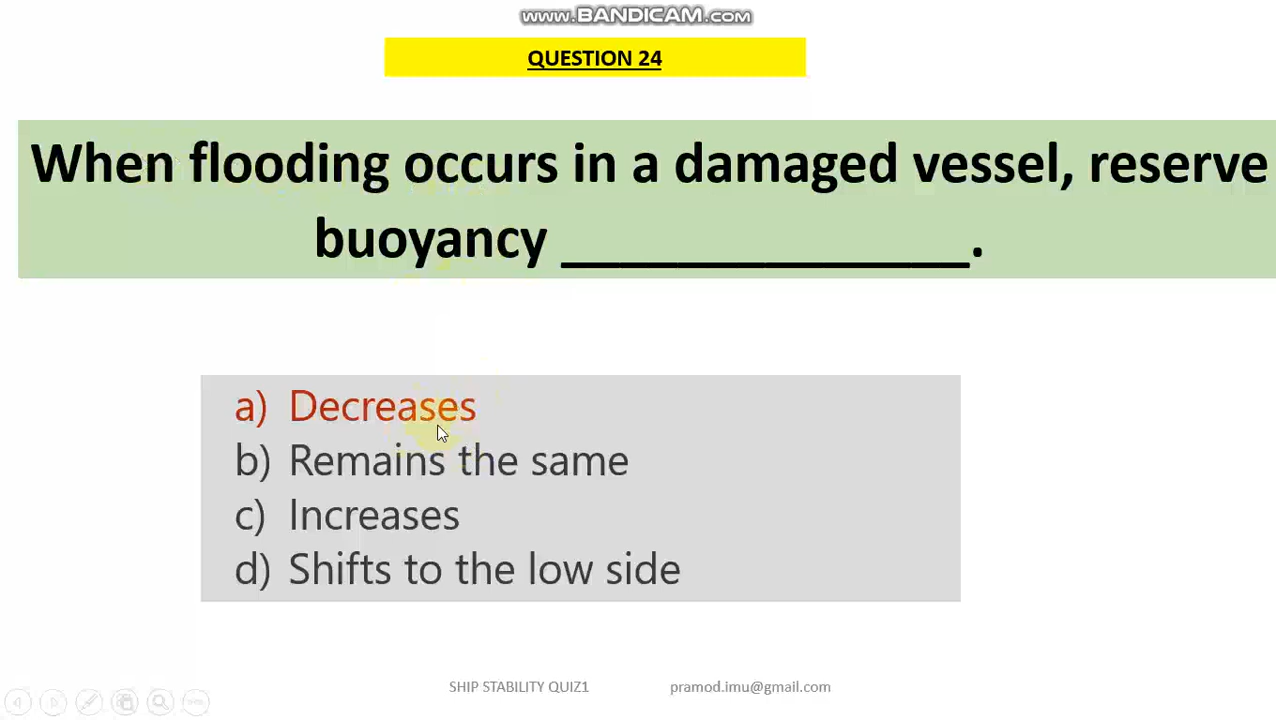 www.BANDICAM.com
QUESTION 24
When flooding occurs in a damaged vessel, reserve
buoyancy ______________.
a) Decreases
b) Remains the same
c) Increases
d) Shifts to the low side
SHIP STABILITY QUIZ1 pramod.imu@gmail.com